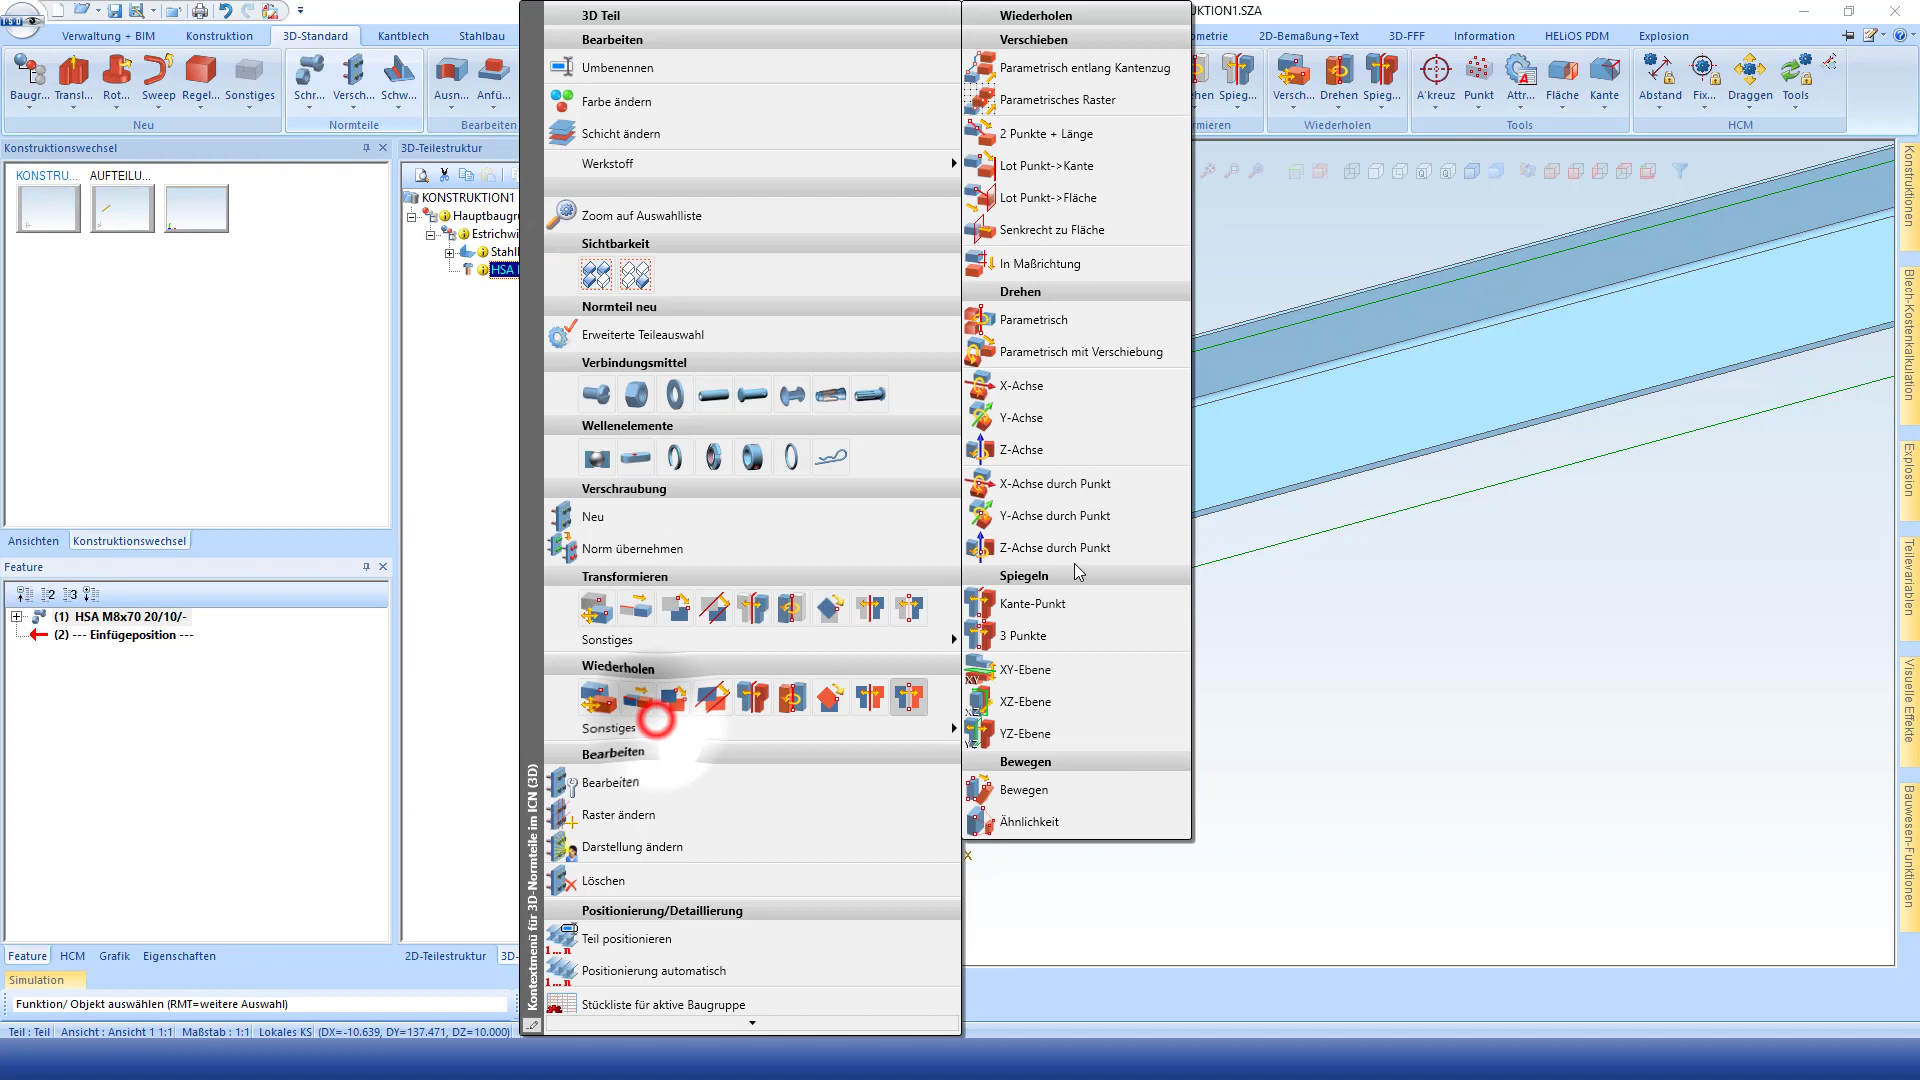 KTION1.SZA
Verwaltung + BIM
Konstruktion
3D-Standard
Kantblech
Stahlbau
ometrie
2D-Bemaßung+Text
3D-FFF
Information
HELiOS PDM
Explosion
Baugr...
Transl...
Rot...
Sweep
Regel...
Sonstiges
Schr...
Versch...
Schw...
Ausn...
Anfü...
ehen
Spieg...
Versch...
Drehen
Spieg...
A'kreuz
Punkt
Attr...
Fläche
Kante
Abstand
Fix...
Draggen
Tools
Neu
Normteile
Bearbeiten
rmieren
Wiederholen
Tools
HCM
Konstruktionswechsel
KONSTRU...
AUFTEILU...
Ansichten
Konstruktionswechsel
3D-Teilestruktur
KONSTRUKTION1
Hauptbaugru
Estrichwi
Stahl
HSA
Feature
(1) HSA M8x70 20/10/-
(2) --- Einfügeposition ---
Feature
HCM
Grafik
Eigenschaften
2D-Teilestruktur
3D-
Simulation
Funktion/ Objekt auswählen (RMT=weitere Auswahl)
Teil : Teil
Ansicht : Ansicht 1 1:1
Maßstab : 1:1
Lokales KS
(DX=-10.639, DY=137.471, DZ=10.000)
Kontextmenü für 3D-Normteile im ICN (3D)
3D Teil
Bearbeiten
Umbenennen
Farbe ändern
Schicht ändern
Werkstoff
Zoom auf Auswahlliste
Sichtbarkeit
Normteil neu
Erweiterte Teileauswahl
Verbindungsmittel
Wellenelemente
Verschraubung
Neu
Norm übernehmen
Transformieren
Sonstiges
Wiederholen
Sonstiges
Bearbeiten
Bearbeiten
Raster ändern
Darstellung ändern
Löschen
Positionierung/Detaillierung
Teil positionieren
Positionierung automatisch
Stückliste für aktive Baugruppe
Wiederholen
Verschieben
Parametrisch entlang Kantenzug
Parametrisches Raster
2 Punkte + Länge
Lot Punkt->Kante
Lot Punkt->Fläche
Senkrecht zu Fläche
In Maßrichtung
Drehen
Parametrisch
Parametrisch mit Verschiebung
X-Achse
Y-Achse
Z-Achse
X-Achse durch Punkt
Y-Achse durch Punkt
Z-Achse durch Punkt
Spiegeln
Kante-Punkt
3 Punkte
XY-Ebene
XZ-Ebene
YZ-Ebene
Bewegen
Bewegen
Ähnlichkeit
X
Konstruktionen
Blech-Kostenkalkulation
Explosion
Teilevariablen
Visuelle Effekte
Bauwesen-Funktionen